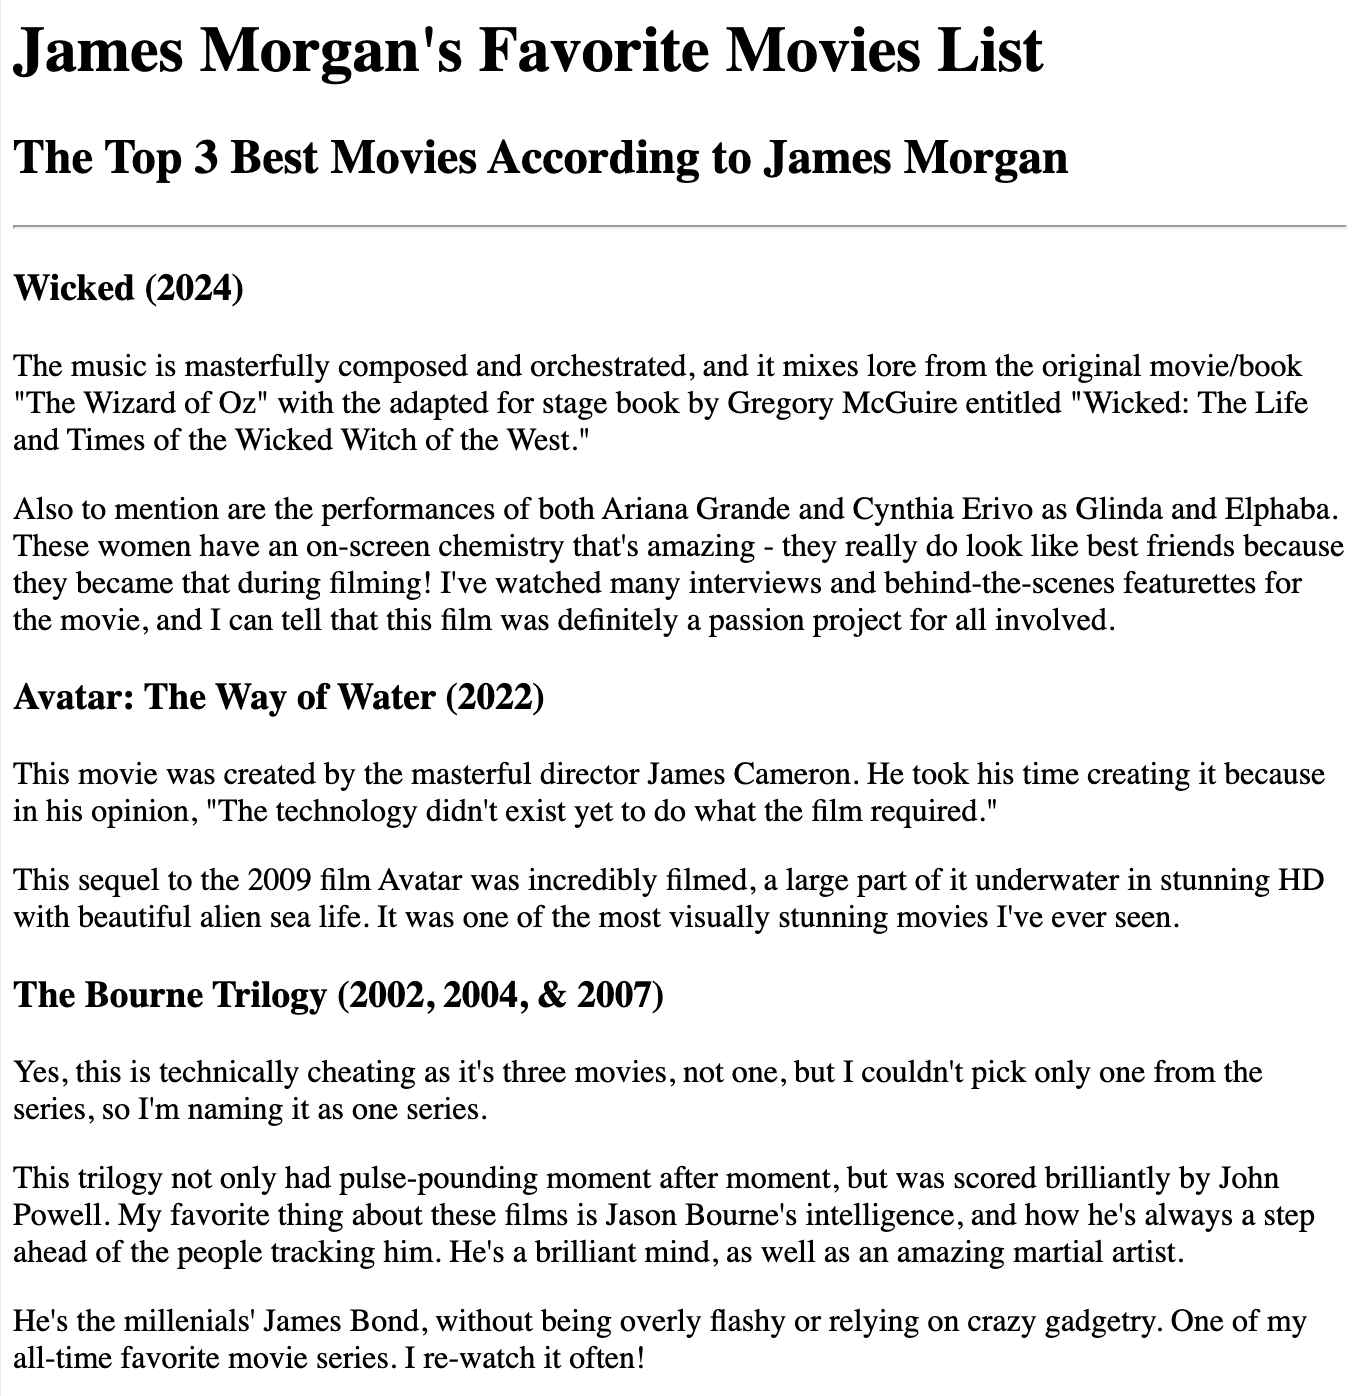 James Morgan's Favorite Movies List
The Top 3 Best Movies According to James Morgan
Wicked (2024)
The music is masterfully composed and orchestrated, and it mixes lore from the original movie/book
"The Wizard of Oz" with the adapted for stage book by Gregory McGuire entitled "Wicked: The Life
and Times of the Wicked Witch of the West."
Also to mention are the performances of both Ariana Grande and Cynthia Erivo as Glinda and Elphaba.
These women have an on-screen chemistry that's amazing - they really do look like best friends because
they became that during filming! I've watched many interviews and behind-the-scenes featurettes for
the movie, and I can tell that this film was definitely a passion project for all involved.
Avatar: The Way of Water (2022)
This movie was created by the masterful director James Cameron. He took his time creating it because
in his opinion, "The technology didn't exist yet to do what the film required."
This sequel to the 2009 film Avatar was incredibly filmed, a large part of it underwater in stunning HD
with beautiful alien sea life. It was one of the most visually stunning movies I've ever seen.
The Bourne Trilogy (2002, 2004, & 2007)
Yes, this is technically cheating as it's three movies, not one, but I couldn't pick only one from the
series, so I'm naming it as one series.
This trilogy not only had pulse-pounding moment after moment, but was scored brilliantly by John
Powell. My favorite thing about these films is Jason Bourne's intelligence, and how he's always a step
ahead of the people tracking him. He's a brilliant mind, as well as an amazing martial artist.
He's the millenials' James Bond, without being overly flashy or relying on crazy gadgetry. One of my
all-time favorite movie series. I re-watch it often!